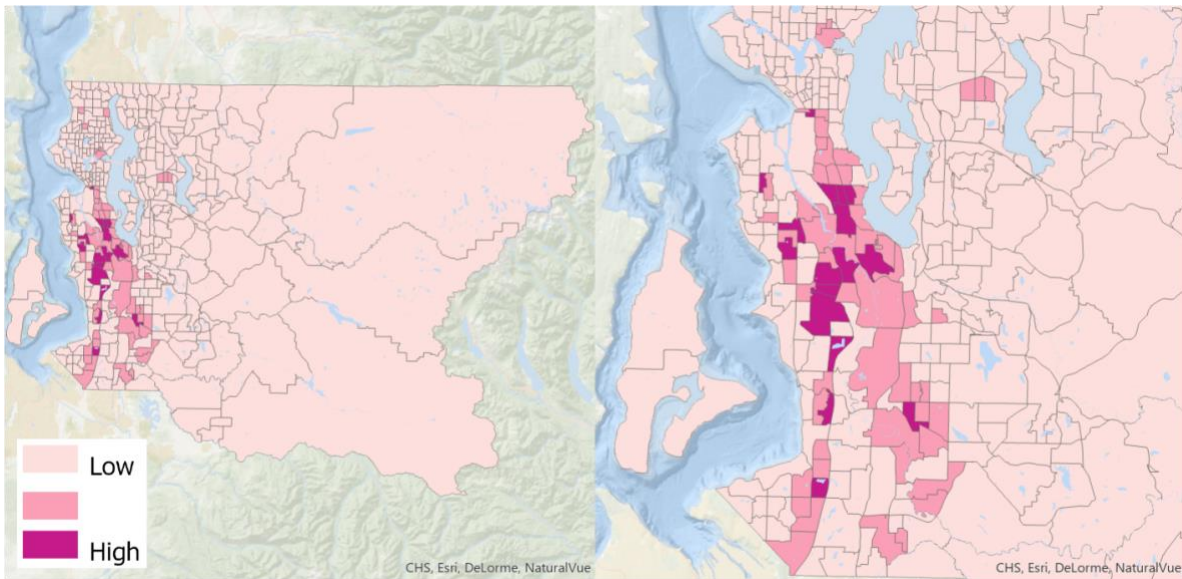 Low
High
CHS, Esri, DeLorme, NaturalVue
CHS, Esri, DeLorme, NaturalVue